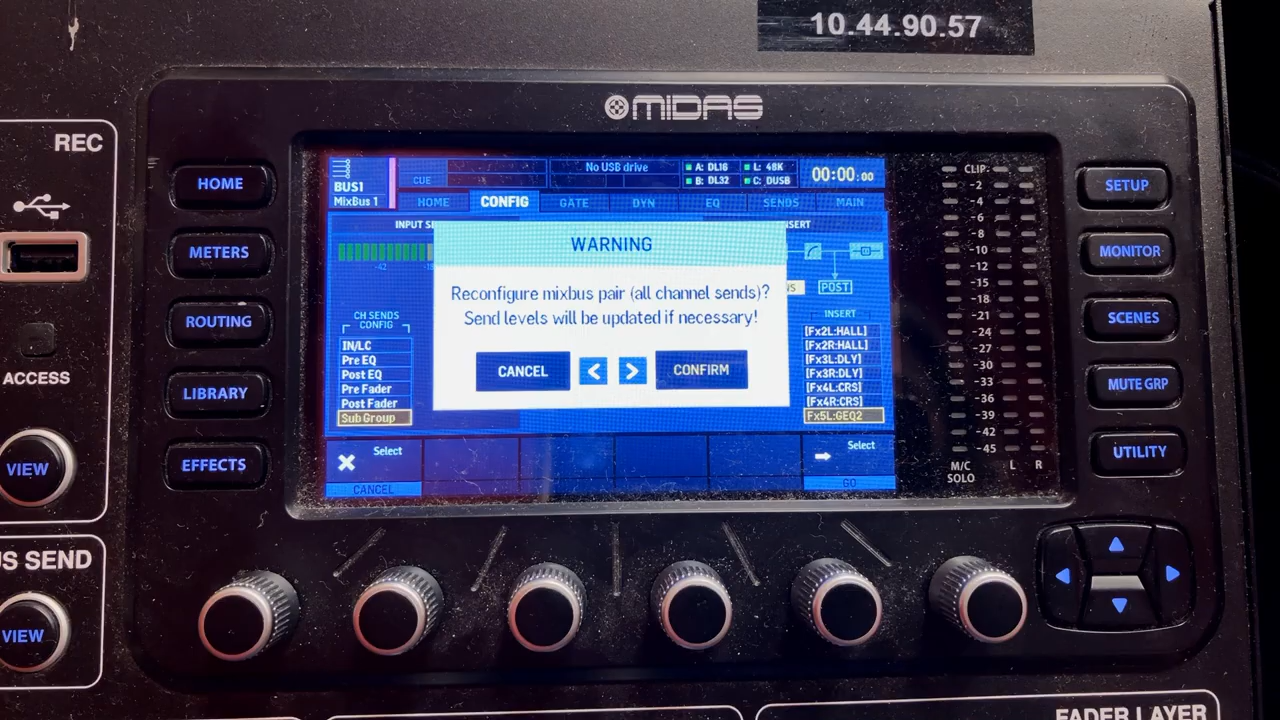 10.44.90.57
MIDAS
REC
HOME
METERS
ROUTING
LIBRARY
EFFECTS
ACCESS
VIEW
US SEND
VIEW
BUS1
MixBus 1
CUE
No USB drive
A: DL16
B: DL32
L: 48K
C: DUSB
00:00:00
HOME
CONFIG
GATE
DYN
EQ
SENDS
MAIN
WARNING
Reconfigure mixbus pair (all channel sends)?
Send levels will be updated if necessary!
CANCEL
<
>
CONFIRM
-42
CH SENDS
CONFIG
IN/LC
Pre EQ
Post EQ
Pre Fader
Post Fader
Sub Group
POST
INSERT
[Fx2L:HALL]
[Fx2R:HALL]
[Fx3L:DLY]
[Fx3R:DLY]
[Fx4L:CRS]
[Fx4R:CRS]
Fx5L:GEQ2
Select
CANCEL
Select
GO
CLIP
-2
-4
-6
-8
-10
-12
-15
-18
-21
-24
-27
-30
-33
-36
-39
-42
-45
M/C
SOLO
L
R
SETUP
MONITOR
SCENES
MUTE GRP
UTILITY
FADER LAYER